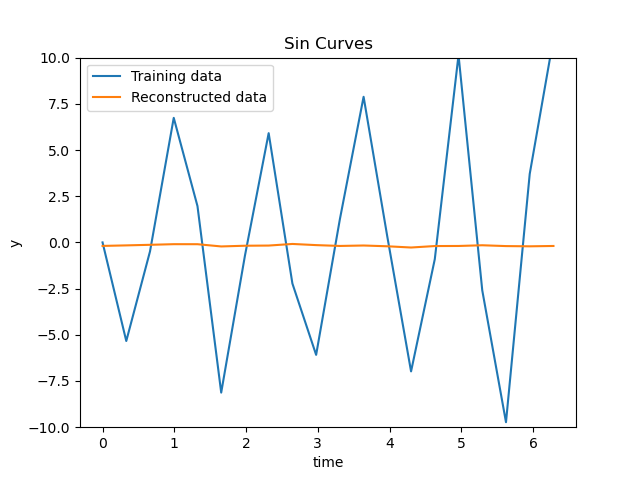 Sin Curves
Training data
Reconstructed data
10.0
7.5
5.0
2.5
0.0
−2.5
−5.0
−7.5
−10.0
y
0 1 2 3 4 5 6
time